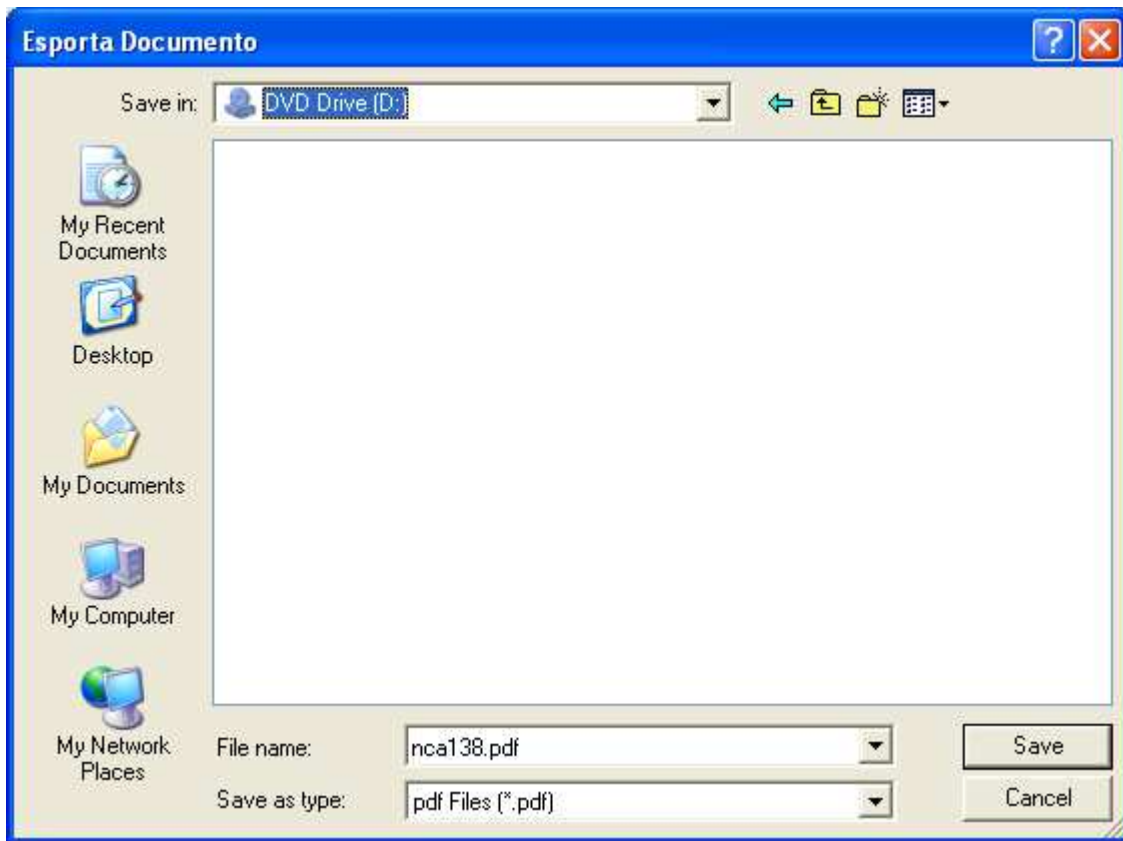 Esporta Documento
Save in: DVD Drive (D:)
My Recent
Documents
Desktop
My Documents
My Computer
My Network
Places
File name: nca138.pdf
Save
Save as type: pdf Files (*.pdf)
Cancel